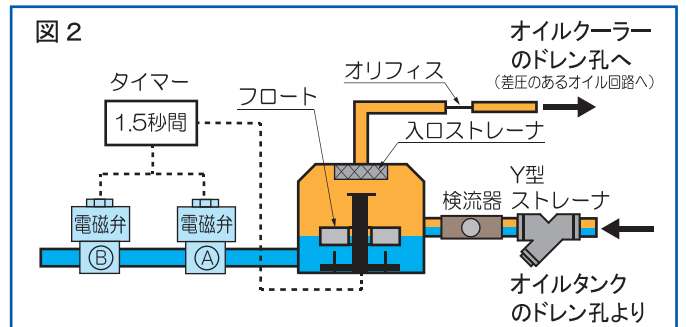 図2
オイルクーラー
のドレン孔へ
(差圧のあるオイル回路へ)
タイマー
1.5秒間
フロート
オリフィス
入口ストレーナ
検流器
Y型
ストレーナ
電磁弁
電磁弁
Ⓑ
Ⓐ
オイルタンク
のドレン孔より